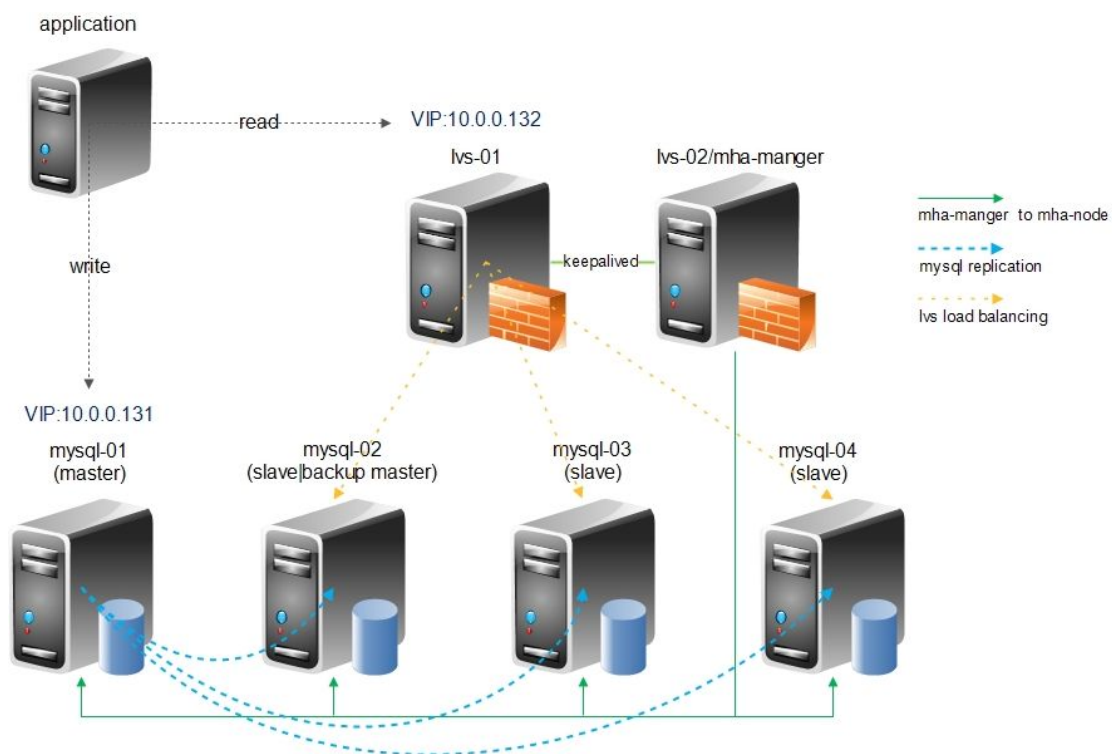 application
read
VIP:10.0.0.132
lvs-01
lvs-02/mha-manger
mha-manger to mha-node
keepalived
write
mysql replication
lvs load balancing
VIP:10.0.0.131
mysql-01
(master)
mysql-02
(slave|backup master)
mysql-03
(slave)
mysql-04
(slave)